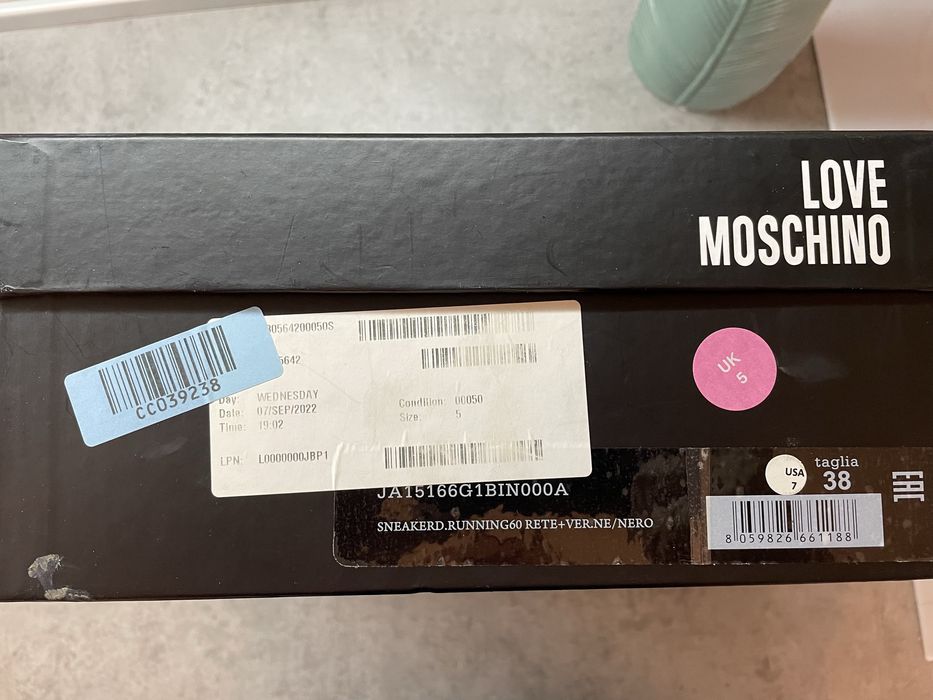 LOVE
MOSCHINO
80564200050S
5642
CC039238
Day: WEDNESDAY
Date: 07/SEP/2022
Time: 19:02
Condition: 00050
Size: 5
LPN: L0000000JBP1
UK
5
JA15166G1BIN000A
SNEAKERD.RUNNING60 RETE+VER.NE/NERO
USA
7
taglia
38
EAC
8 059826 661188